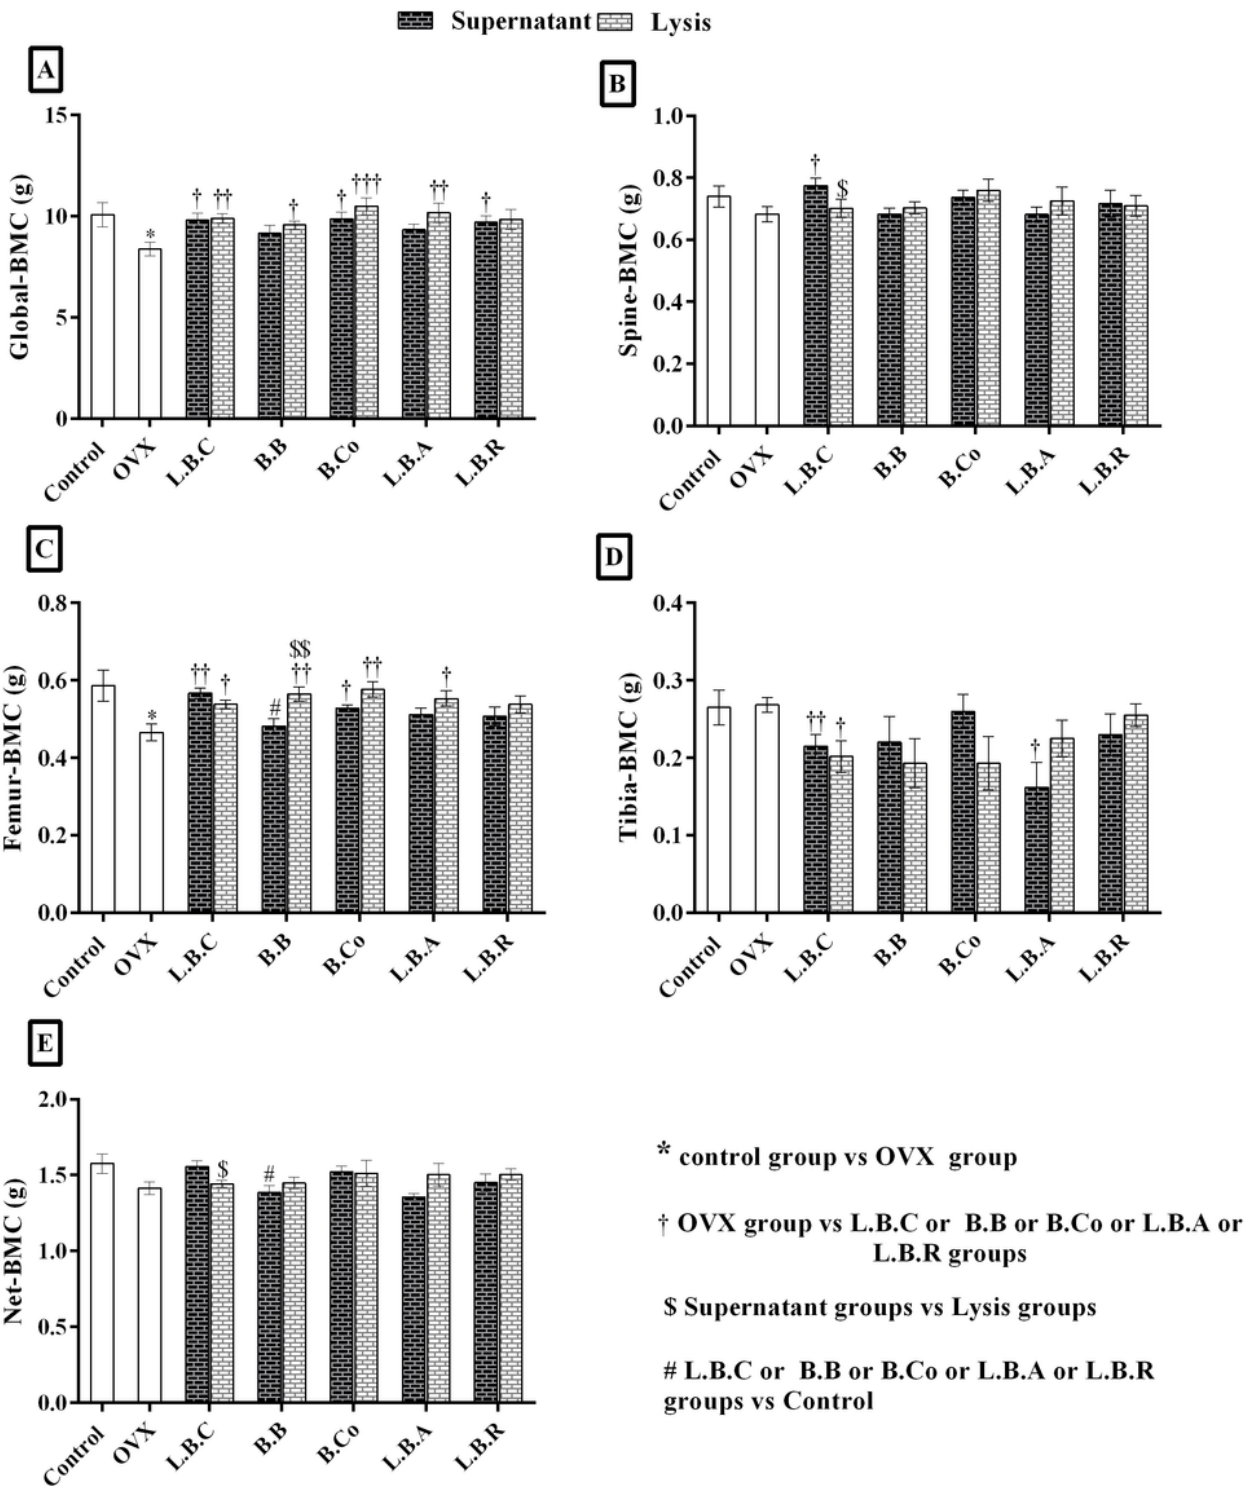 Supernatant Lysis
A
Global-BMC (g)
15
10
5
0
*
† ††
†
† †††
††
†
Control OVX L.B.C B.B B.Co L.B.A L.B.R
B
Spine-BMC (g)
1.0
0.8
0.6
0.4
0.2
0.0
† $
Control OVX L.B.C B.B B.Co L.B.A L.B.R
C
Femur-BMC (g)
0.8
0.6
0.4
0.2
0.0
*
†† †
$$
# ††
† ††
†
Control OVX L.B.C B.B B.Co L.B.A L.B.R
D
Tibia-BMC (g)
0.4
0.3
0.2
0.1
0.0
†† †
†
Control OVX L.B.C B.B B.Co L.B.A L.B.R
E
Net-BMC (g)
2.0
1.5
1.0
0.5
0.0
$ #
Control OVX L.B.C B.B B.Co L.B.A L.B.R
* control group vs OVX group
† OVX group vs L.B.C or B.B or B.Co or L.B.A or
L.B.R groups
$ Supernatant groups vs Lysis groups
# L.B.C or B.B or B.Co or L.B.A or L.B.R
groups vs Control